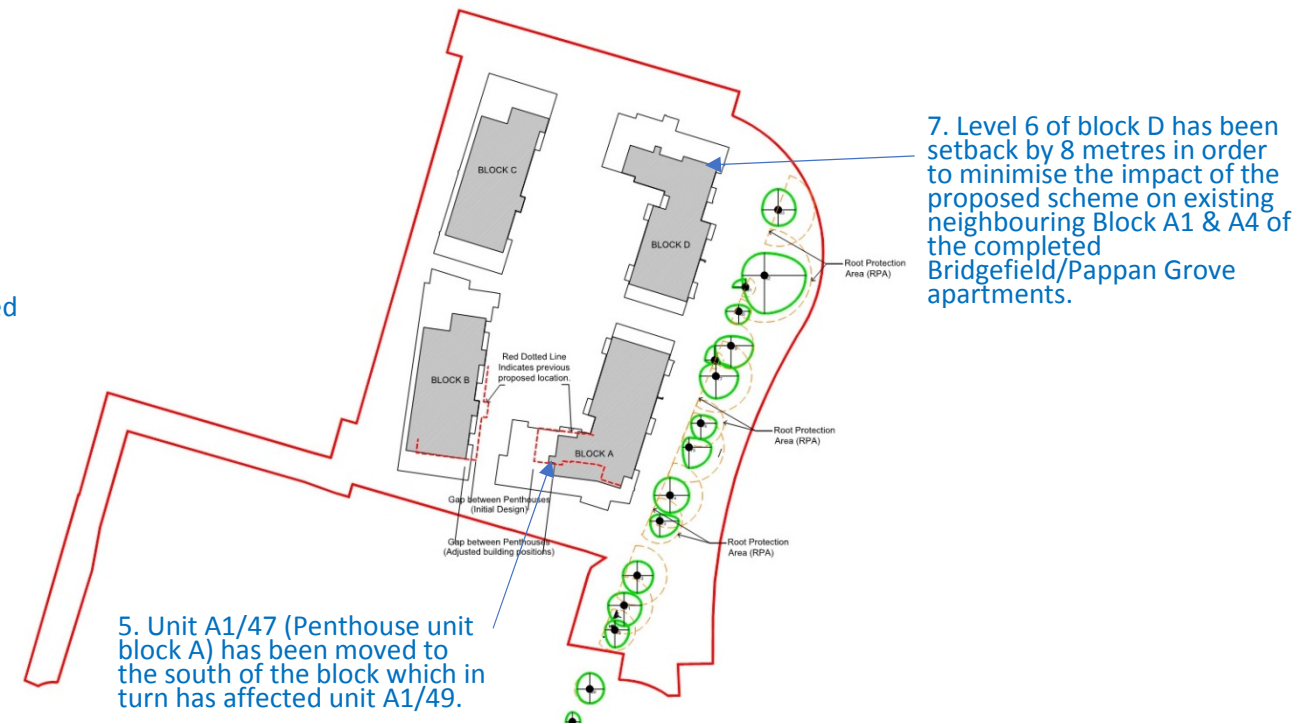 7. Level 6 of block D has been
setback by 8 metres in order
to minimise the impact of the
proposed scheme on existing
neighbouring Block A1 & A4 of
the completed
Bridgefield/Pappan Grove
apartments.
BLOCK C
BLOCK D
Root Protection
Area (RPA)
ed
Red Dotted Line
Indicates previous
proposed location.
BLOCK B
Root Protection
Area (RPA)
BLOCK A
Gap between Penthouses
(Initial Design)
Gap between Penthouses
(Adjusted building positions)
Root Protection
Area (RPA)
5. Unit A1/47 (Penthouse unit
block A) has been moved to
the south of the block which in
turn has affected unit A1/49.